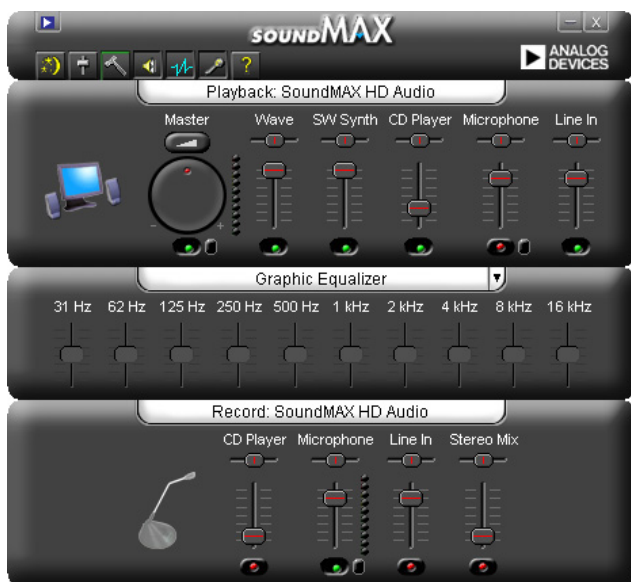 SOUNDMAX
ANALOG
DEVICES
Playback: SoundMAX HD Audio
Master Wave SW Synth CD Player Microphone Line In
- +
Graphic Equalizer
31 Hz 62 Hz 125 Hz 250 Hz 500 Hz 1 kHz 2 kHz 4 kHz 8 kHz 16 kHz
Record: SoundMAX HD Audio
CD Player Microphone Line In Stereo Mix